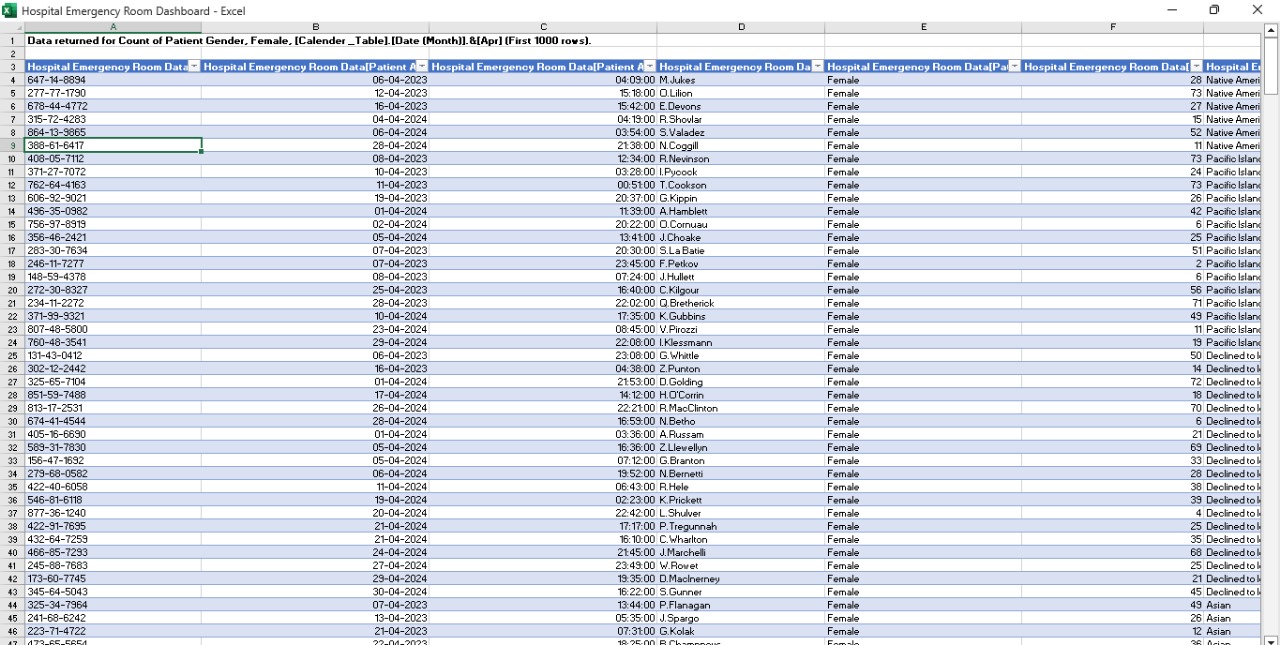 Hospital Emergency Room Dashboard - Excel
A B C D E F
1 Data returned for Count of Patient Gender, Female, [Calender_Table].[Date (Month)].&[Apr] (First 1000 rows).
2
3 Hospital Emergency Room Data Hospital Emergency Room Data[Patient A Hospital Emergency Room Data[Patient A Hospital Emergency Room Da Hospital Emergency Room Data[Pa Hospital Emergency Room Data[ Hospital E
4 647-14-8894 06-04-2023 04:09:00 M.Jukes Female 28 Native Ameri
5 277-77-1790 12-04-2023 15:18:00 O.Lilion Female 73 Native Ameri
6 678-44-4772 16-04-2023 15:42:00 E.Devons Female 27 Native Ameri
7 315-72-4283 04-04-2024 04:19:00 R.Shovlar Female 15 Native Ameri
8 864-13-9865 06-04-2024 03:54:00 S.Valadez Female 52 Native Ameri
9 388-61-6417 28-04-2024 21:38:00 N.Coggill Female 11 Native Ameri
10 408-05-7112 08-04-2023 12:34:00 R.Nevinson Female 73 Pacific Islan
11 371-27-7072 10-04-2023 03:28:00 I.Pycock Female 24 Pacific Islan
12 762-64-4163 11-04-2023 00:51:00 T.Cookson Female 73 Pacific Islan
13 606-92-9021 19-04-2023 20:37:00 G.Kippin Female 26 Pacific Islan
14 496-35-0982 01-04-2024 11:39:00 A.Hamblett Female 42 Pacific Islan
15 756-97-8919 02-04-2024 20:22:00 O.Cornuau Female 6 Pacific Islan
16 356-46-2421 05-04-2024 13:41:00 J.Choake Female 25 Pacific Islan
17 283-30-7634 07-04-2023 20:30:00 S.La Batie Female 51 Pacific Islan
18 246-11-7277 07-04-2023 23:45:00 F.Petkov Female 2 Pacific Islan
19 148-59-4378 08-04-2023 07:24:00 J.Hullett Female 6 Pacific Islan
20 272-30-8327 25-04-2023 16:40:00 C.Kilgour Female 56 Pacific Islan
21 234-11-2272 28-04-2023 22:02:00 Q.Bretherick Female 71 Pacific Islan
22 371-99-9321 10-04-2024 17:35:00 K.Gubbins Female 49 Pacific Islan
23 807-48-5800 23-04-2024 08:45:00 V.Pirozzi Female 11 Pacific Islan
24 760-48-3541 29-04-2024 22:08:00 I.Klessmann Female 19 Pacific Islan
25 131-43-0412 06-04-2023 23:08:00 G.Whittle Female 50 Declined to I
26 302-12-2442 16-04-2023 04:38:00 Z.Punton Female 14 Declined to I
27 325-65-7104 01-04-2024 21:53:00 D.Golding Female 72 Declined to I
28 851-59-7488 17-04-2024 14:12:00 H.O'Corrin Female 18 Declined to I
29 813-17-2531 26-04-2024 22:21:00 R.MacClinton Female 70 Declined to I
30 674-41-4544 28-04-2024 16:59:00 N.Betho Female 6 Declined to I
31 405-16-6690 01-04-2024 03:36:00 A.Russam Female 21 Declined to I
32 589-31-7830 05-04-2024 16:36:00 Z.Llewellyn Female 69 Declined to I
33 156-47-1692 05-04-2024 07:12:00 G.Branton Female 33 Declined to I
34 279-68-0582 06-04-2024 19:52:00 N.Bernetti Female 28 Declined to I
35 422-40-6058 11-04-2024 06:43:00 R.Hele Female 38 Declined to I
36 546-81-6118 19-04-2024 02:23:00 K.Prickett Female 39 Declined to I
37 877-36-1240 20-04-2024 22:42:00 L.Shulver Female 4 Declined to I
38 422-91-7695 21-04-2024 17:17:00 P.Tregunnah Female 25 Declined to I
39 432-64-7259 21-04-2024 16:10:00 C.Wharlton Female 35 Declined to I
40 466-85-7293 24-04-2024 21:45:00 J.Marchelli Female 68 Declined to I
41 245-88-7683 27-04-2024 23:49:00 W.Rowet Female 25 Declined to I
42 173-60-7745 29-04-2024 19:35:00 D.MacInerney Female 21 Declined to I
43 345-64-5043 30-04-2024 16:22:00 S.Gunner Female 45 Declined to I
44 325-34-7964 07-04-2023 13:44:00 P.Flanagan Female 49 Asian
45 241-68-6242 13-04-2023 05:35:00 J.Spargo Female 26 Asian
46 223-71-4722 21-04-2023 07:31:00 G.Kolak Female 12 Asian
47 473-65-5654 22-04-2023 18:25:00 Female 36 Asian